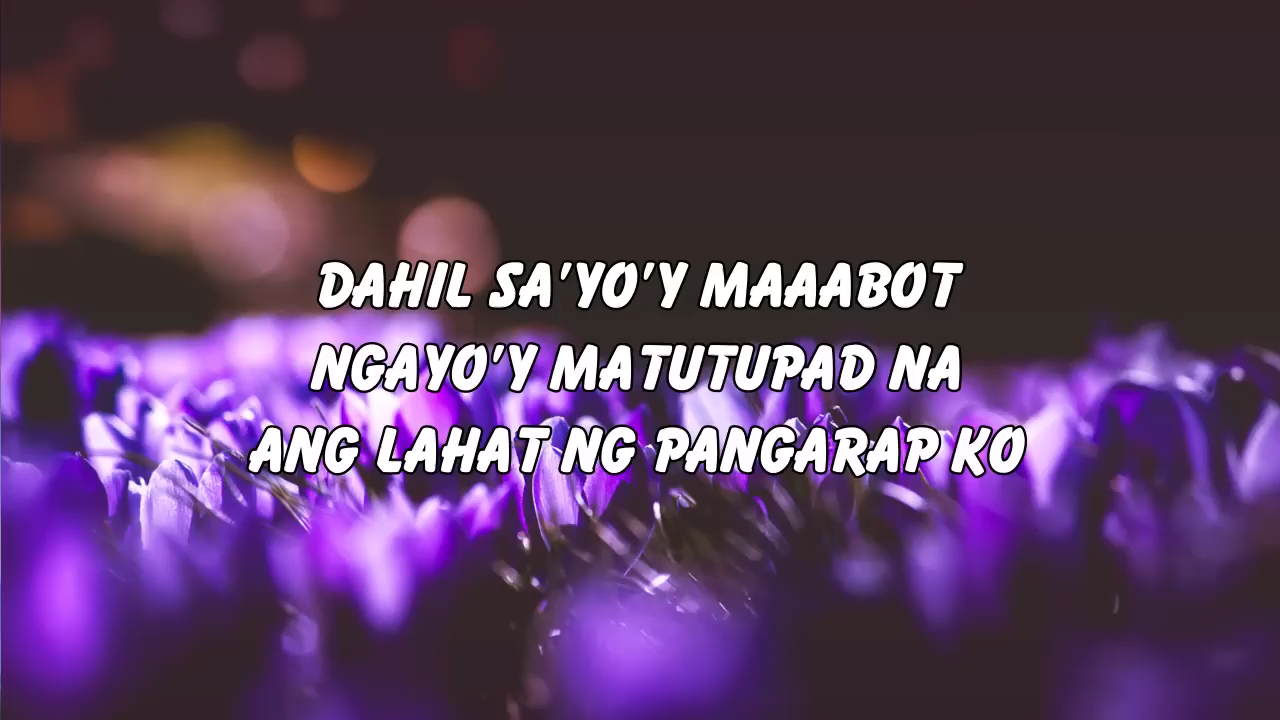 DAHIL SA'YO'Y MAAABOT
NGAYO'Y MATUTUPAD NA
ANG LAHAT NG PANGARAP KO